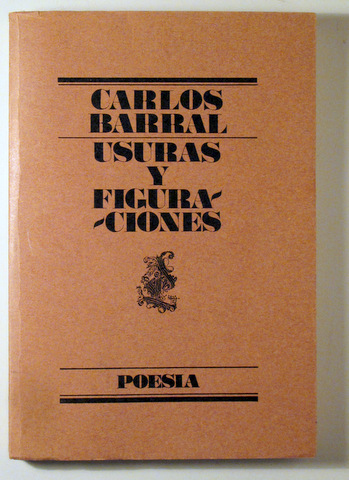 CARLOS
BARRAL
USURAS
Y
FIGURA-
-CIONES
POESIA